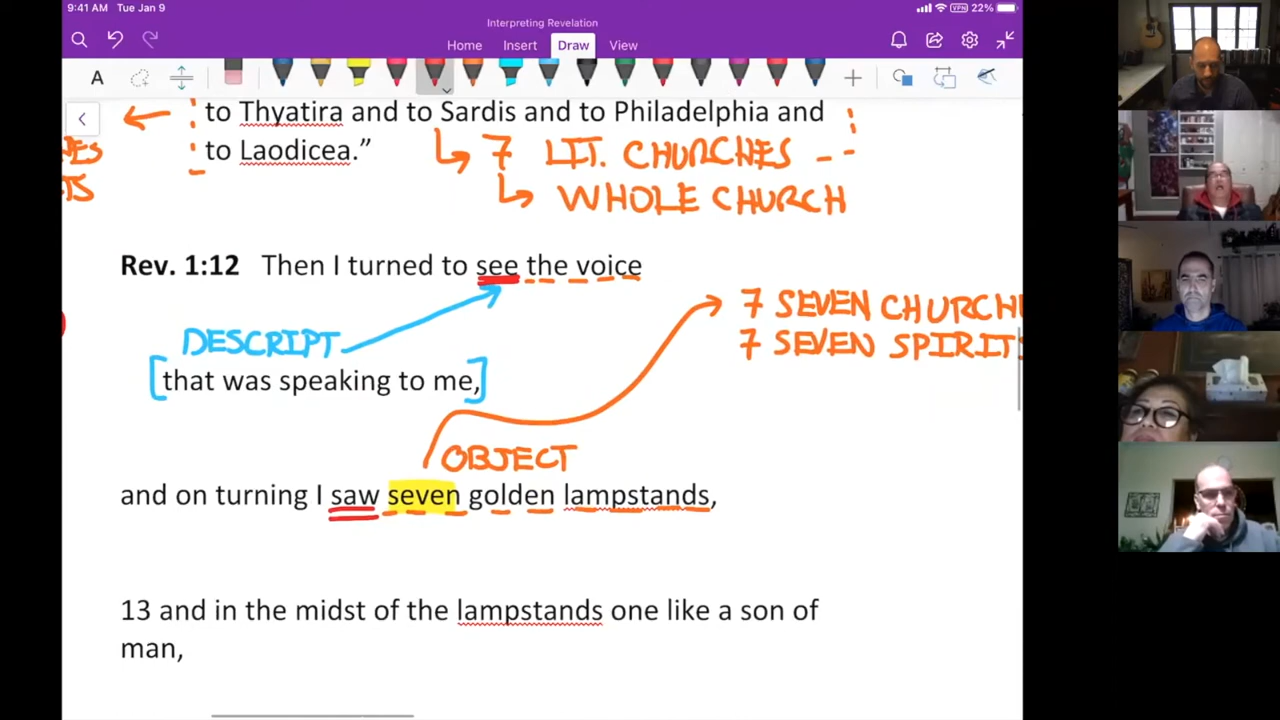 9:41 AM Tue Jan 9
VPN 22%
Interpreting Revelation
Home Insert Draw View
A
to Thyatira and to Sardis and to Philadelphia and
to Laodicea.”
7 LIT. CHURCHES
WHOLE CHURCH
Rev. 1:12 Then I turned to see the voice
7 SEVEN CHURCH
7 SEVEN SPIRITS
DESCRIPT
[that was speaking to me,]
OBJECT
and on turning I saw seven golden lampstands,
13 and in the midst of the lampstands one like a son of
man,